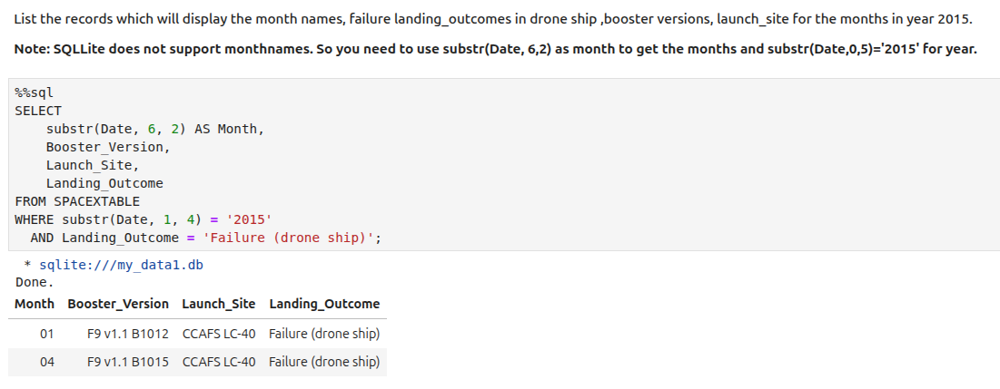 List the records which will display the month names, failure landing_outcomes in drone ship ,booster versions, launch_site for the months in year 2015.
Note: SQLLite does not support monthnames. So you need to use substr(Date, 6,2) as month to get the months and substr(Date,0,5)='2015' for year.
%%sql
SELECT
    substr(Date, 6, 2) AS Month,
    Booster_Version,
    Launch_Site,
    Landing_Outcome
FROM SPACEXTABLE
WHERE substr(Date, 1, 4) = '2015'
  AND Landing_Outcome = 'Failure (drone ship)';
* sqlite:///my_data1.db
Done.
Month Booster_Version Launch_Site Landing_Outcome
01 F9 v1.1 B1012 CCAFS LC-40 Failure (drone ship)
04 F9 v1.1 B1015 CCAFS LC-40 Failure (drone ship)